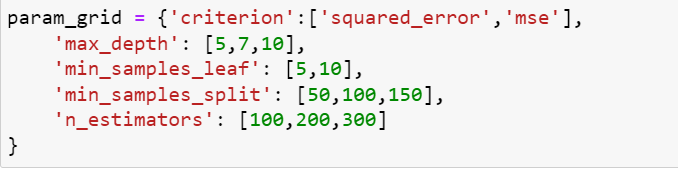 param_grid = {'criterion':['squared_error','mse'],
    'max_depth': [5,7,10],
    'min_samples_leaf': [5,10],
    'min_samples_split': [50,100,150],
    'n_estimators': [100,200,300]
}